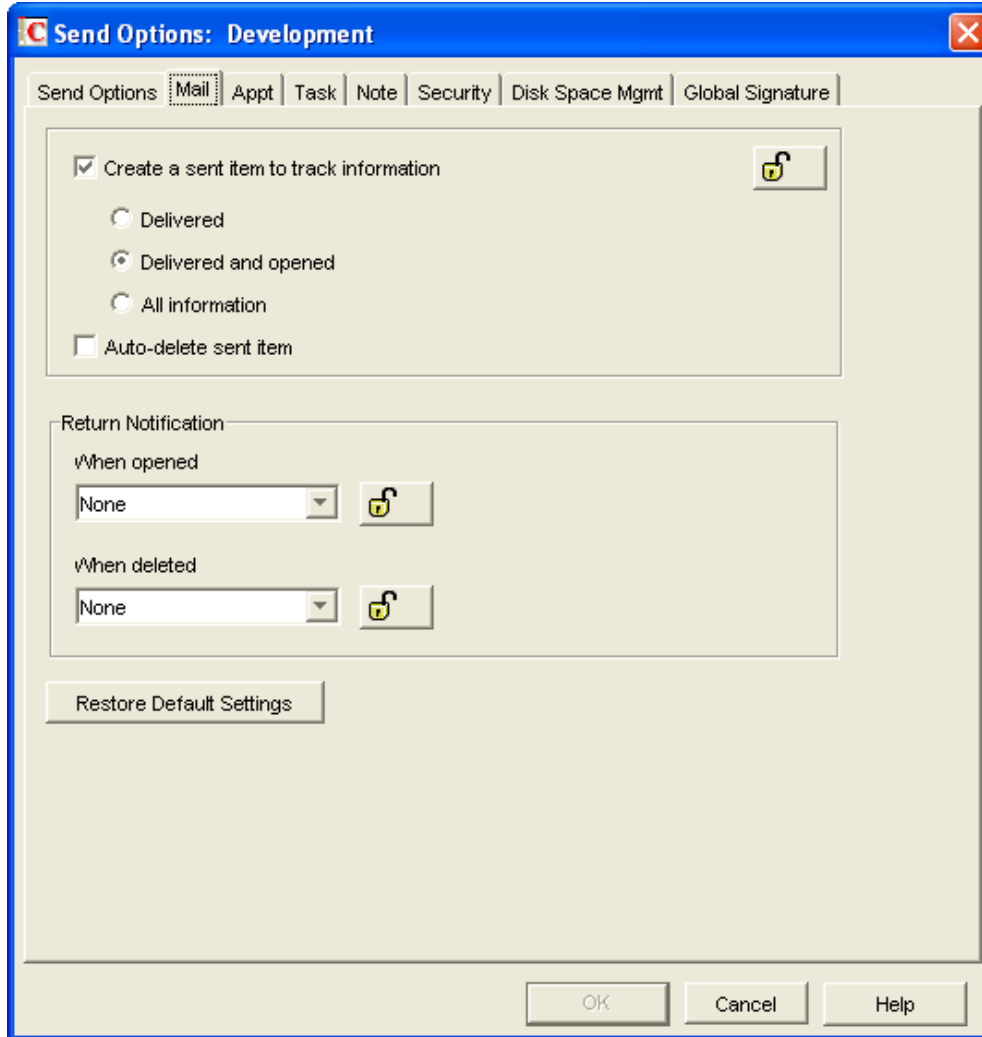 Send Options: Development
Send Options Mail Appt Task Note Security Disk Space Mgmt Global Signature
Create a sent item to track information
Delivered
Delivered and opened
All information
Auto-delete sent item
Return Notification
When opened
None
When deleted
None
Restore Default Settings
OK Cancel Help